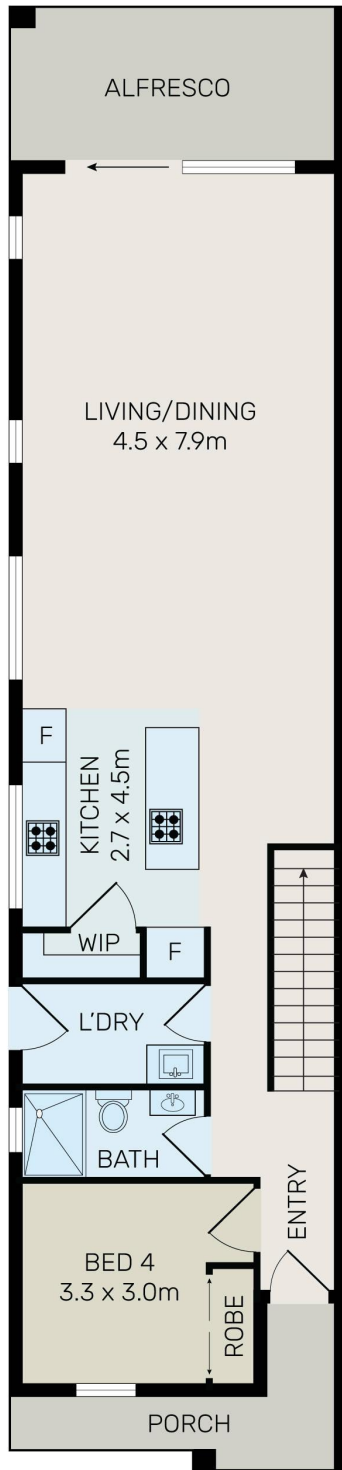 ALFRESCO
LIVING/DINING
4.5 x 7.9m
F
KITCHEN
2.7 x 4.5m
WIP
F
L'DRY
BATH
ENTRY
BED 4
3.3 x 3.0m
ROBE
PORCH